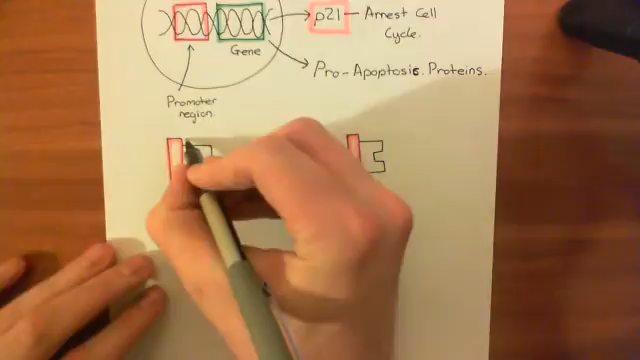 p21 — Arrest Cell
Cycle.
Gene
Pro-Apoptosis Proteins.
Promoter
region.